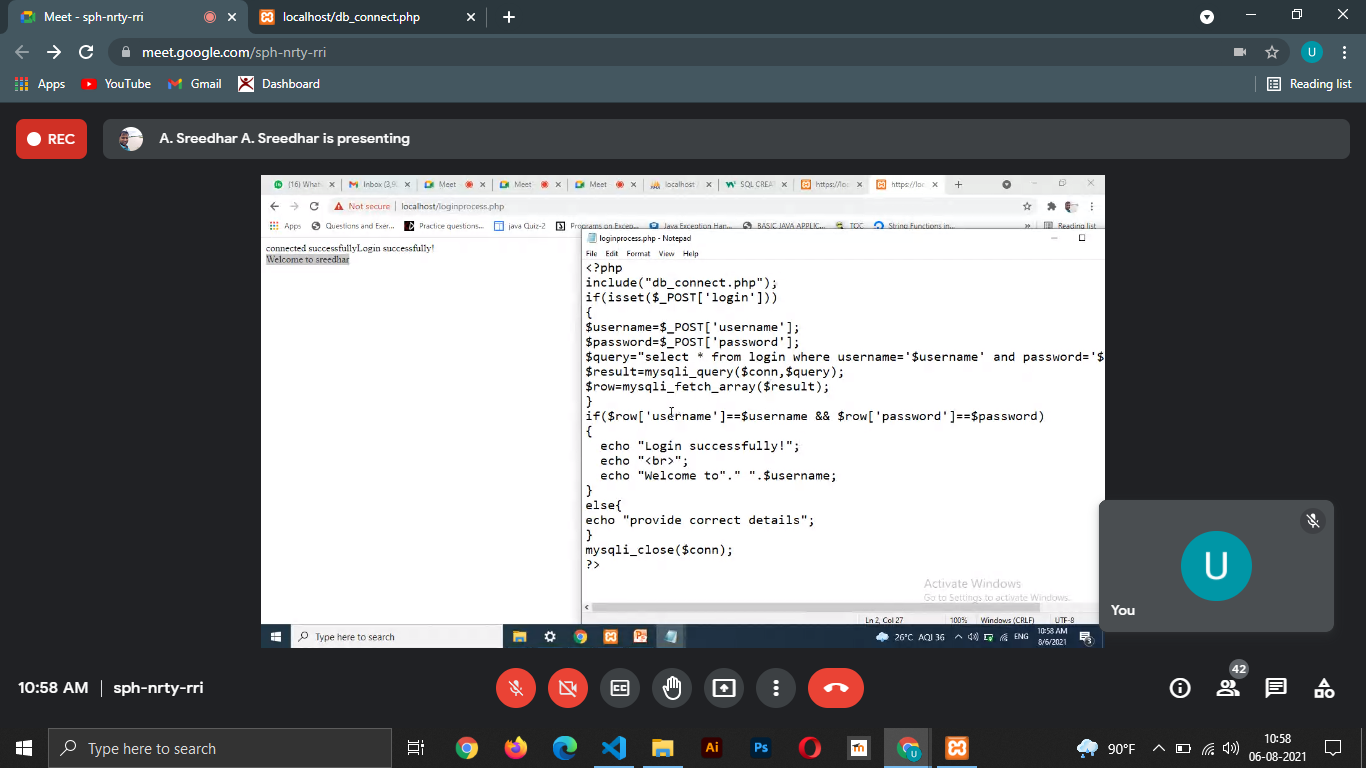 Meet - sph-nrty-rri
localhost/db_connect.php
meet.google.com/sph-nrty-rri
U
Apps YouTube Gmail Dashboard Reading list
REC
A. Sreedhar A. Sreedhar is presenting
(16) What Inbox (3,9 Meet - Meet - Meet - localhost SQL CREA https://lo https://lo
Not secure localhost/loginprocess.php
Apps Questions and Exer... Practice questions... java Quiz-2 Programs on Excep... Java Exception Han... BASIC JAVA APPLIC... TOC String Functions in... » Reading list
connected successfullyLogin successfully!
Welcome to sreedhar
loginprocess.php - Notepad
File Edit Format View Help
<?php
include("db_connect.php");
if(isset($_POST['login']))
{
$username=$_POST['username'];
$password=$_POST['password'];
$query="select * from login where username='$username' and password='$
$result=mysqli_query($conn,$query);
$row=mysqli_fetch_array($result);
}
if($row['username']==$username && $row['password']==$password)
{
echo "Login successfully!";
echo "<br>";
echo "Welcome to"." ".$username;
}
else{
echo "provide correct details";
}
mysqli_close($conn);
?>
Activate Windows
Go to Settings to activate Windows.
Ln 2, Col 27 100% Windows (CRLF) UTF-8
Type here to search
26°C AQI 36 ENG
10:58 AM
8/6/2021
3
U
You
10:58 AM sph-nrty-rri
CC
42
Type here to search
Ai Ps m U
90°F
10:58
06-08-2021